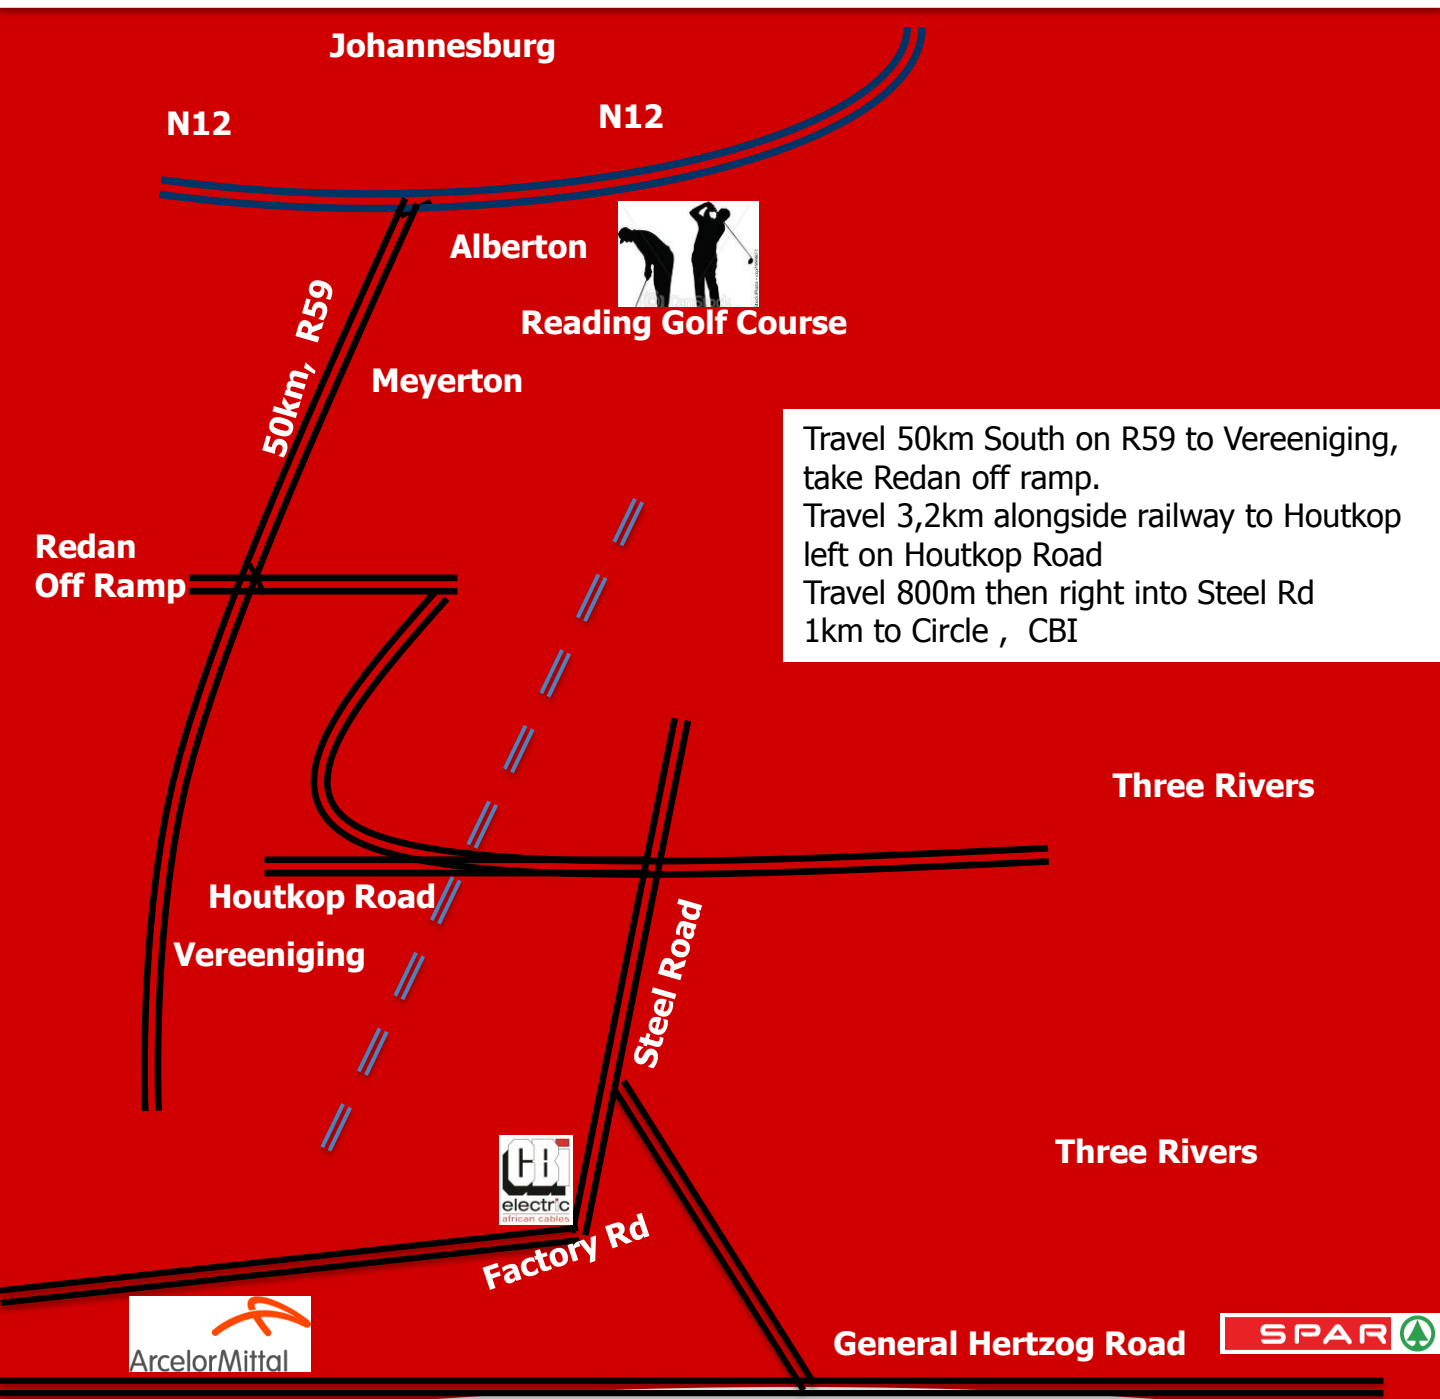 Johannesburg
N12
N12
Alberton
Reading Golf Course
50km, R59
Meyerton
Travel 50km South on R59 to Vereeniging,
take Redan off ramp.
Travel 3,2km alongside railway to Houtkop
left on Houtkop Road
Travel 800m then right into Steel Rd
1km to Circle , CBI
Redan
Off Ramp
Three Rivers
Houtkop Road
Vereeniging
Steel Road
Three Rivers
CBi
electric
african cables
Factory Rd
ArcelorMittal
General Hertzog Road
SPAR